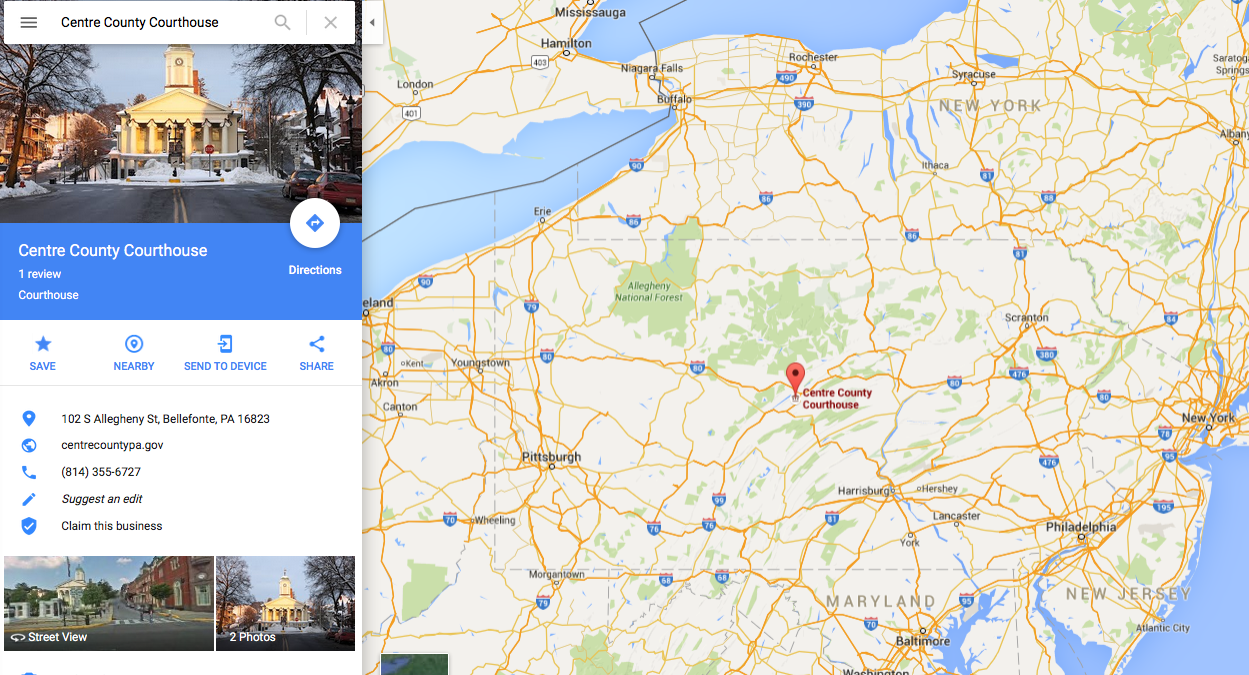 Centre County Courthouse
Centre County Courthouse
1 review
Courthouse
Directions
SAVE
NEARBY
SEND TO DEVICE
SHARE
102 S Allegheny St, Bellefonte, PA 16823
centrecountypa.gov
(814) 355-6727
Suggest an edit
Claim this business
Street View
2 Photos
Mississauga
Hamilton
403
London
401
Niagara Falls
Buffalo
Rochester
490
390
Syracuse
Saratoga
Springs
NEW YORK
Albany
90
Ithaca
81
86
88
Erie
86
86
81
90
Allegheny
National Forest
79
eland
Scranton
84
80
Kent
Youngstown
80
80
380
476
Akron
80
80
Canton
Centre County
Courthouse
New York
78
Pittsburgh
95
476
Harrisburg
Hershey
99
70
Wheeling
76
76
81
Lancaster
195
York
Philadelphia
Morgantown
68
68
79
MARYLAND
95
NEW JERSEY
70
Baltimore
Atlantic City
Washington